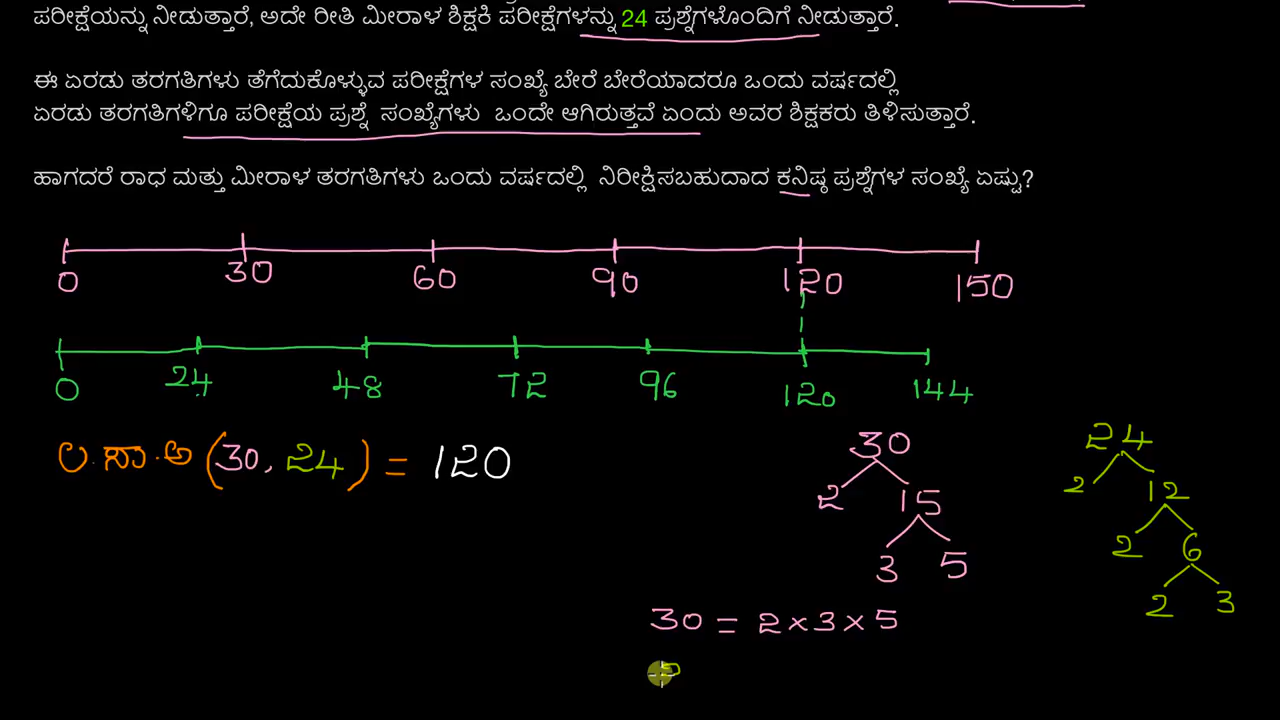 ಪರೀಕ್ಷೆಯನ್ನು ನೀಡುತ್ತಾರೆ, ಅದೇ ರೀತಿ ಮೀರಾಳ ಶಿಕ್ಷಕಿ ಪರೀಕ್ಷೆಗಳನ್ನು 24 ಪ್ರಶ್ನೆಗಳೊಂದಿಗೆ ನೀಡುತ್ತಾರೆ.
ಈ ಏರಡು ತರಗತಿಗಳು ತೆಗೆದುಕೊಳ್ಳುವ ಪರೀಕ್ಷೆಗಳ ಸಂಖ್ಯೆ ಬೇರೆ ಬೇರೆಯಾದರೂ ಒಂದು ವರ್ಷದಲ್ಲಿ
ಏರಡು ತರಗತಿಗಳಿಗೂ ಪರೀಕ್ಷೆಯ ಪ್ರಶ್ನೆ ಸಂಖ್ಯೆಗಳು ಒಂದೇ ಆಗಿರುತ್ತವೆ ಏಂದು ಅವರ ಶಿಕ್ಷಕರು ತಿಳಿಸುತ್ತಾರೆ.
ಹಾಗದರೆ ರಾಧ ಮತ್ತು ಮೀರಾಳ ತರಗತಿಗಳು ಒಂದು ವರ್ಷದಲ್ಲಿ ನಿರೀಕ್ಷಿಸಬಹುದಾದ ಕನಿಷ್ಠ ಪ್ರಶ್ನೆಗಳ ಸಂಖ್ಯೆ ಏಷ್ಟು?
0 30 60 90 120 150
0 24 48 72 96 120 144
ಲ.ಸಾ.ಅ (30, 24) = 120
30 24
2 15 2 12
3 5 2 6
2 3
30 = 2 × 3 × 5